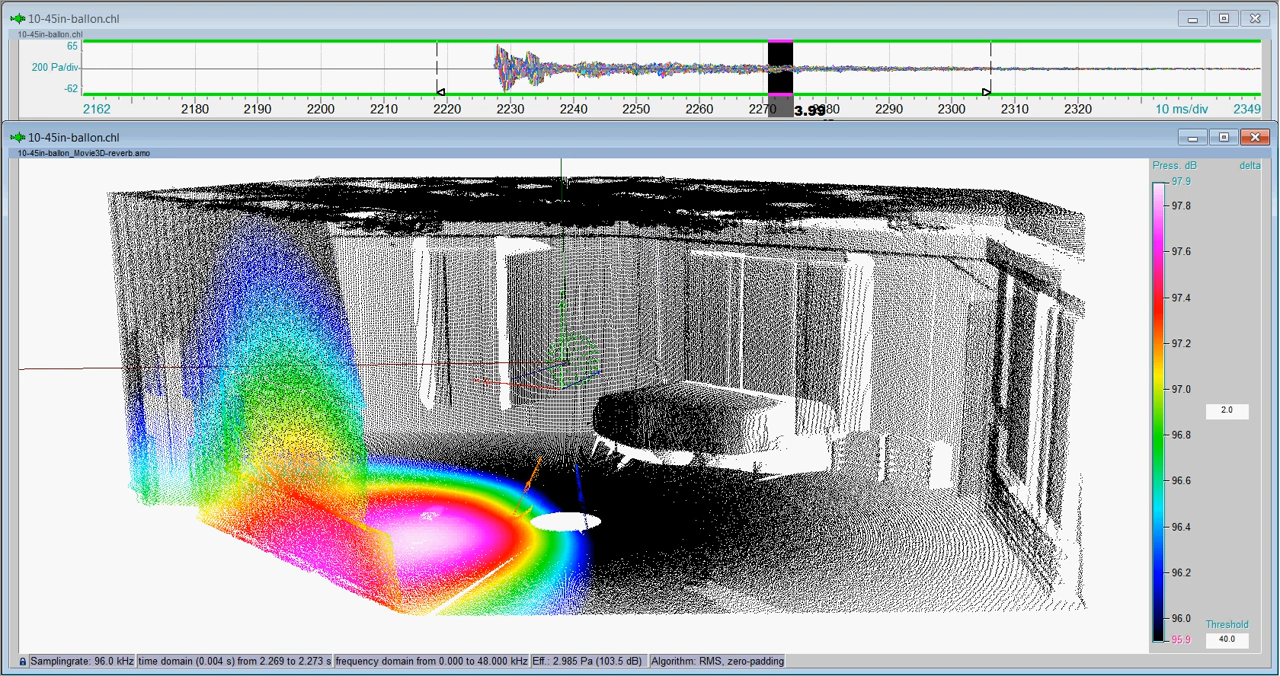 10-45in-ballon.chl
10-45in-ballon.chl
65
200 Pa/div
-62
2162 2180 2190 2200 2210 2220 2230 2240 2250 2260 2270 2280 2290 2300 2310 2320 10 ms/div 2349
3.99
10-45in-ballon.chl
10-45in-ballon_Movie3D-reverb.amo
Press. dB delta
97.9
97.8
97.6
97.4
97.2
97.0
96.8
2.0
96.6
96.4
96.2
96.0
Threshold
95.9 40.0
Samplingrate: 96.0 kHz time domain (0.004 s) from 2.269 to 2.273 s frequency domain from 0.000 to 48.000 kHz Eff.: 2.985 Pa (103.5 dB) Algorithm: RMS, zero-padding